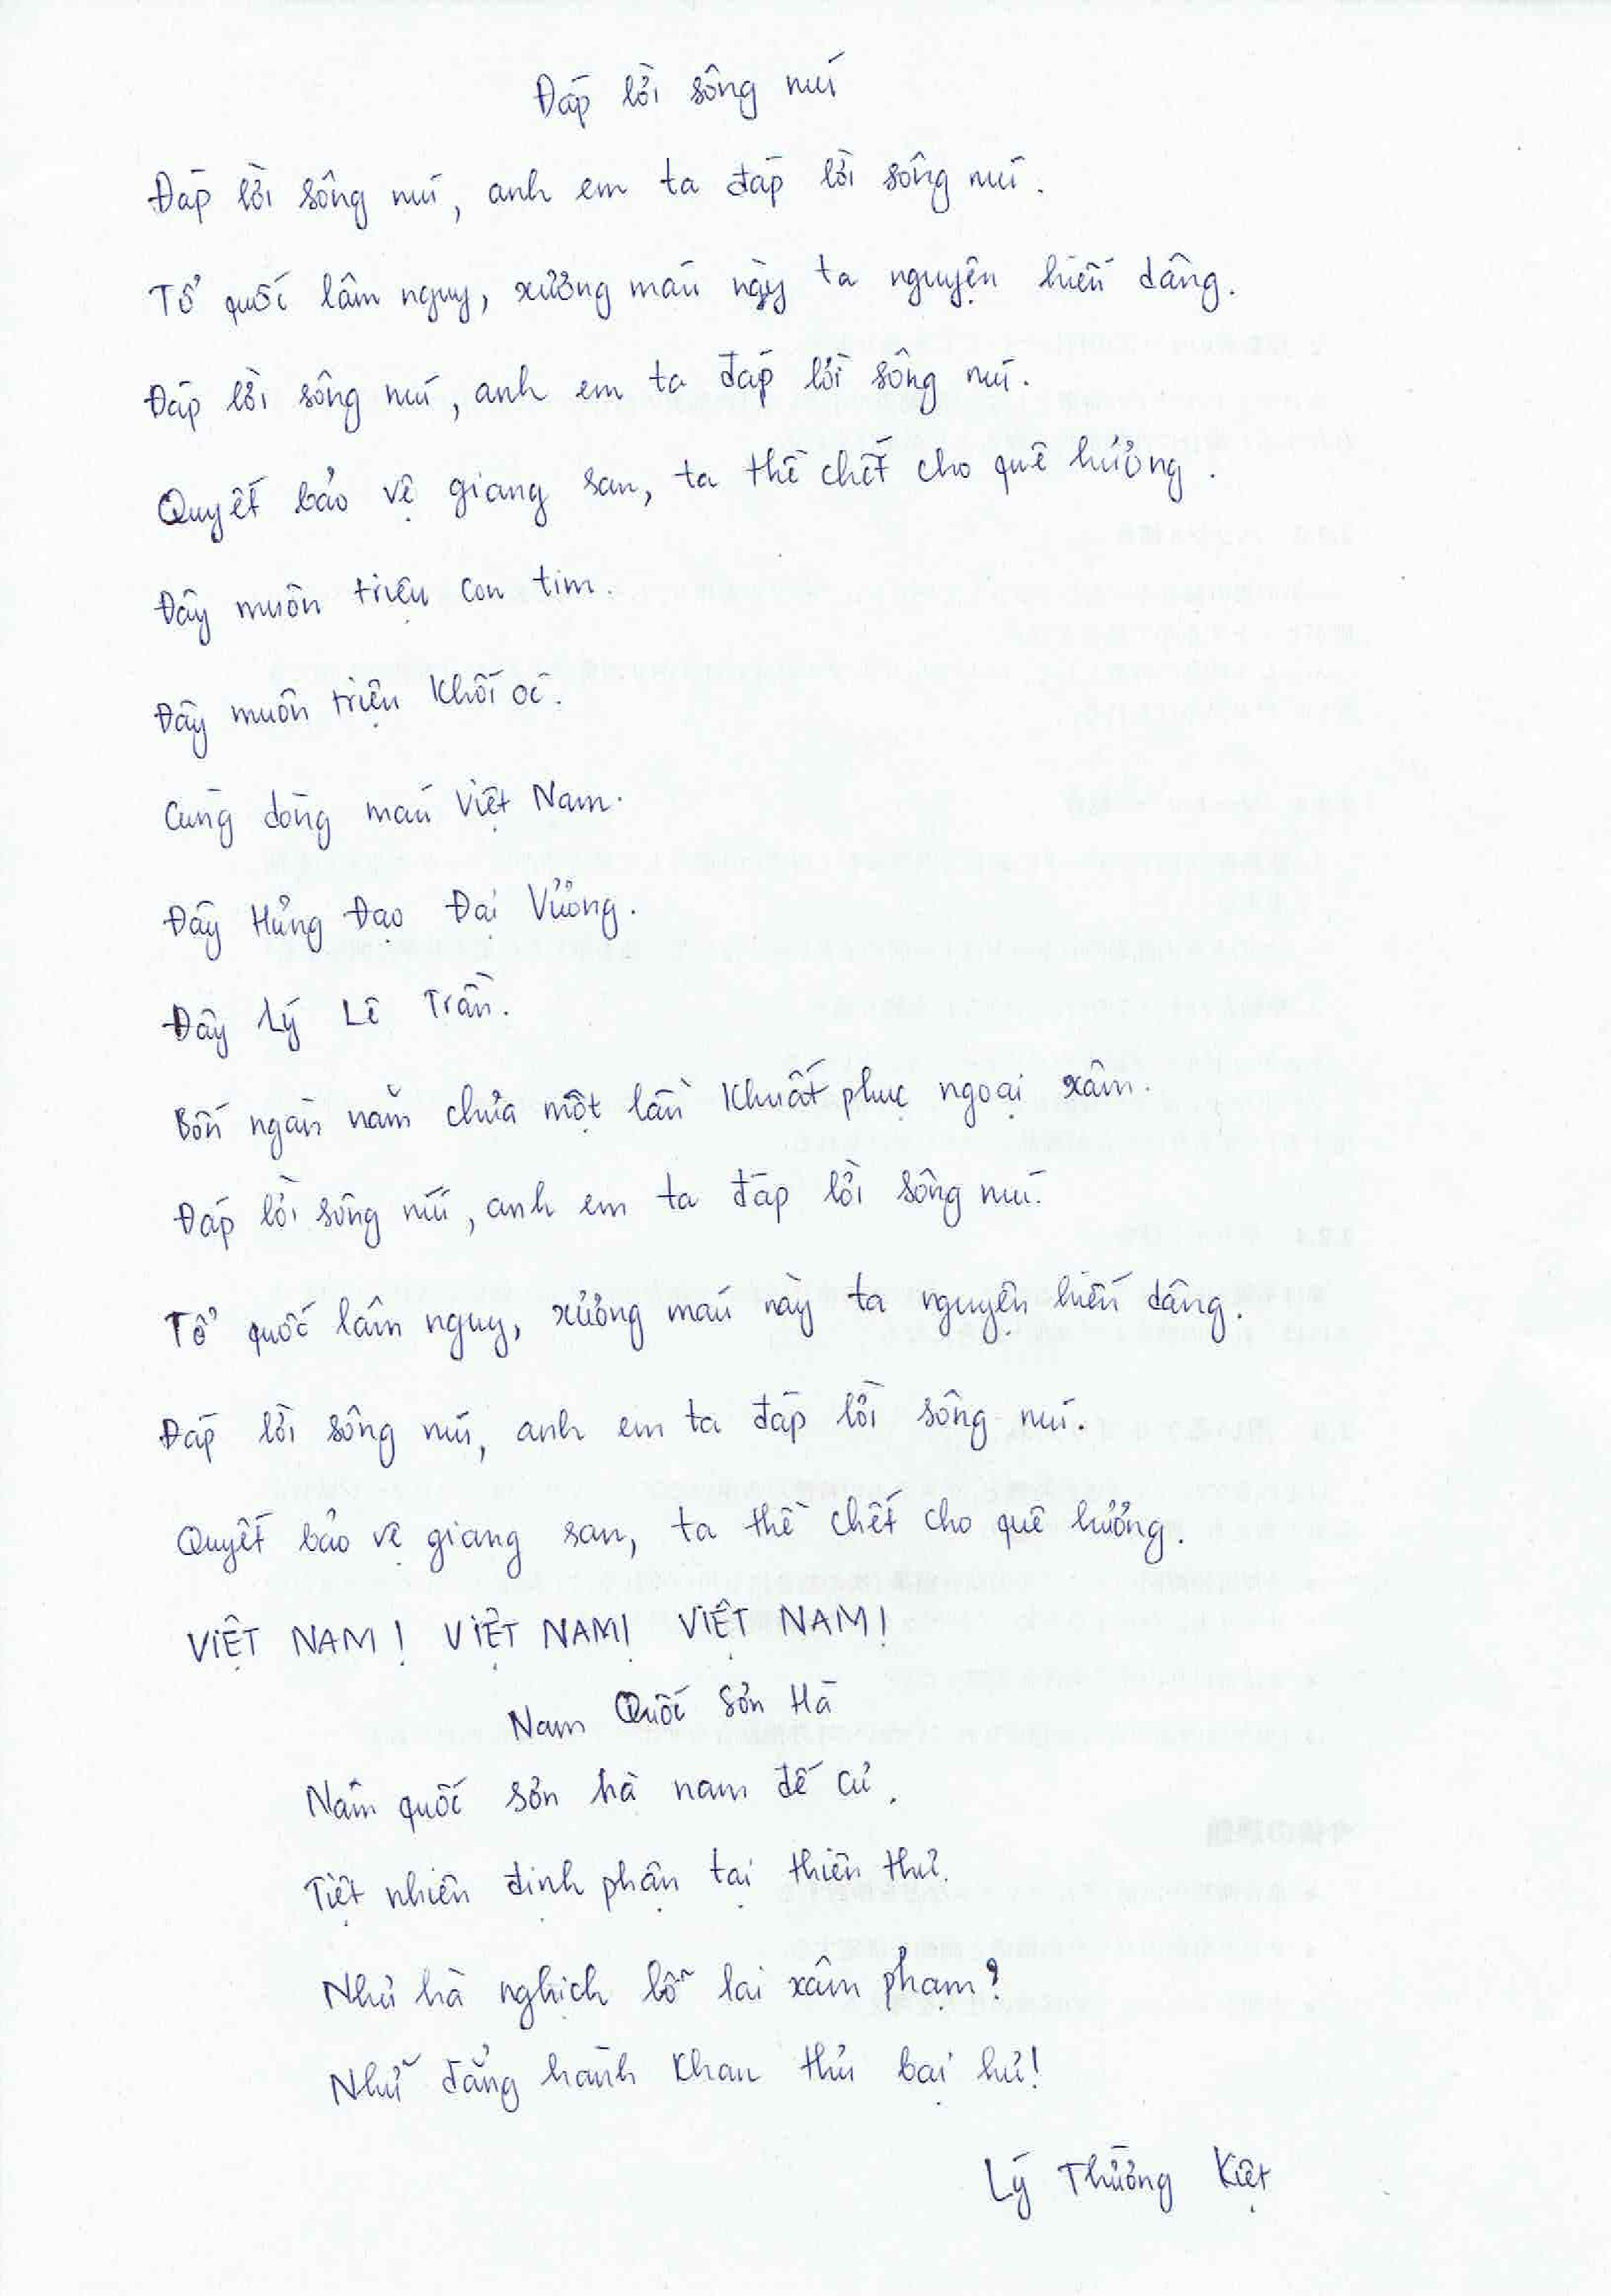 Đáp lời sông núi
Đáp lời sông núi, anh em ta đáp lời sông núi.
Tổ quốc lâm nguy, xương máu này ta nguyện hiến dâng.
Đáp lời sông núi, anh em ta đáp lời sông núi.
Quyết bảo vệ giang san, ta thề chết cho quê hương.
Đây muôn triệu con tim.
Đây muôn triệu khối óc.
Cùng dòng máu Việt Nam.
Đây Hưng Đạo Đại Vương.
Đây Lý Lê Trần.
Bốn ngàn năm chưa một lần khuất phục ngoại xâm.
Đáp lời sông núi, anh em ta đáp lời sông núi.
Tổ quốc lâm nguy, xương máu này ta nguyện hiến dâng.
Đáp lời sông núi, anh em ta đáp lời sông núi.
Quyết bảo vệ giang san, ta thề chết cho quê hương.
VIỆT NAM! VIỆT NAM! VIỆT NAM!
Nam Quốc Sơn Hà
Nam quốc sơn hà nam đế cư,
Tiệt nhiên định phận tại thiên thư.
Như hà nghịch lỗ lai xâm phạm?
Nhữ đẳng hành khan thủ bại hư!
Lý Thường Kiệt